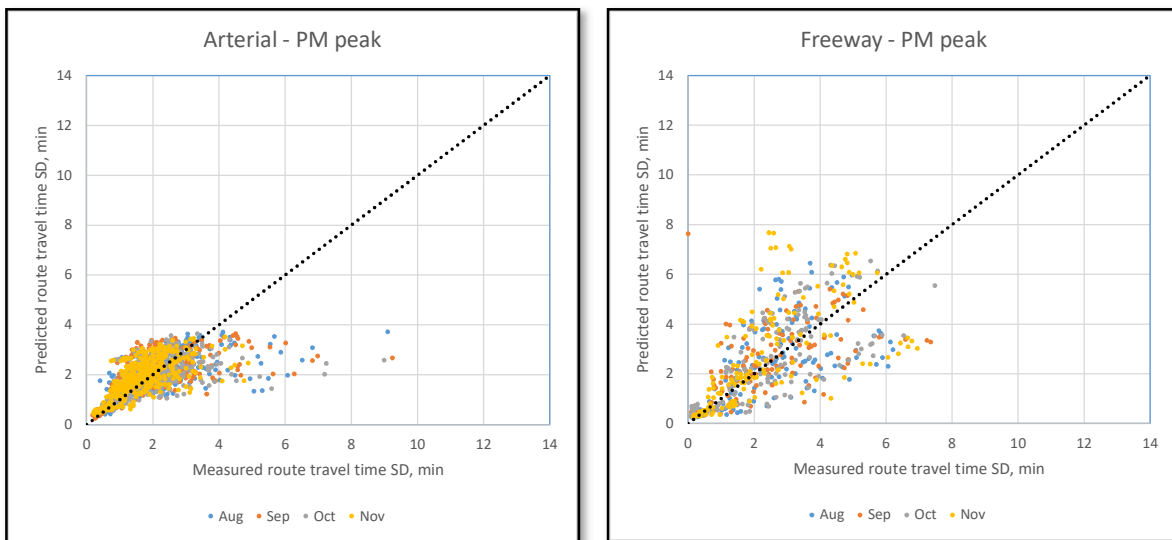 Arterial - PM peak
14
12
10
8
6
4
2
0
0 2 4 6 8 10 12 14
Predicted route travel time SD, min
Measured route travel time SD, min
Aug Sep Oct Nov
Freeway - PM peak
14
12
10
8
6
4
2
0
0 2 4 6 8 10 12 14
Predicted route travel time SD, min
Measured route travel time SD, min
Aug Sep Oct Nov